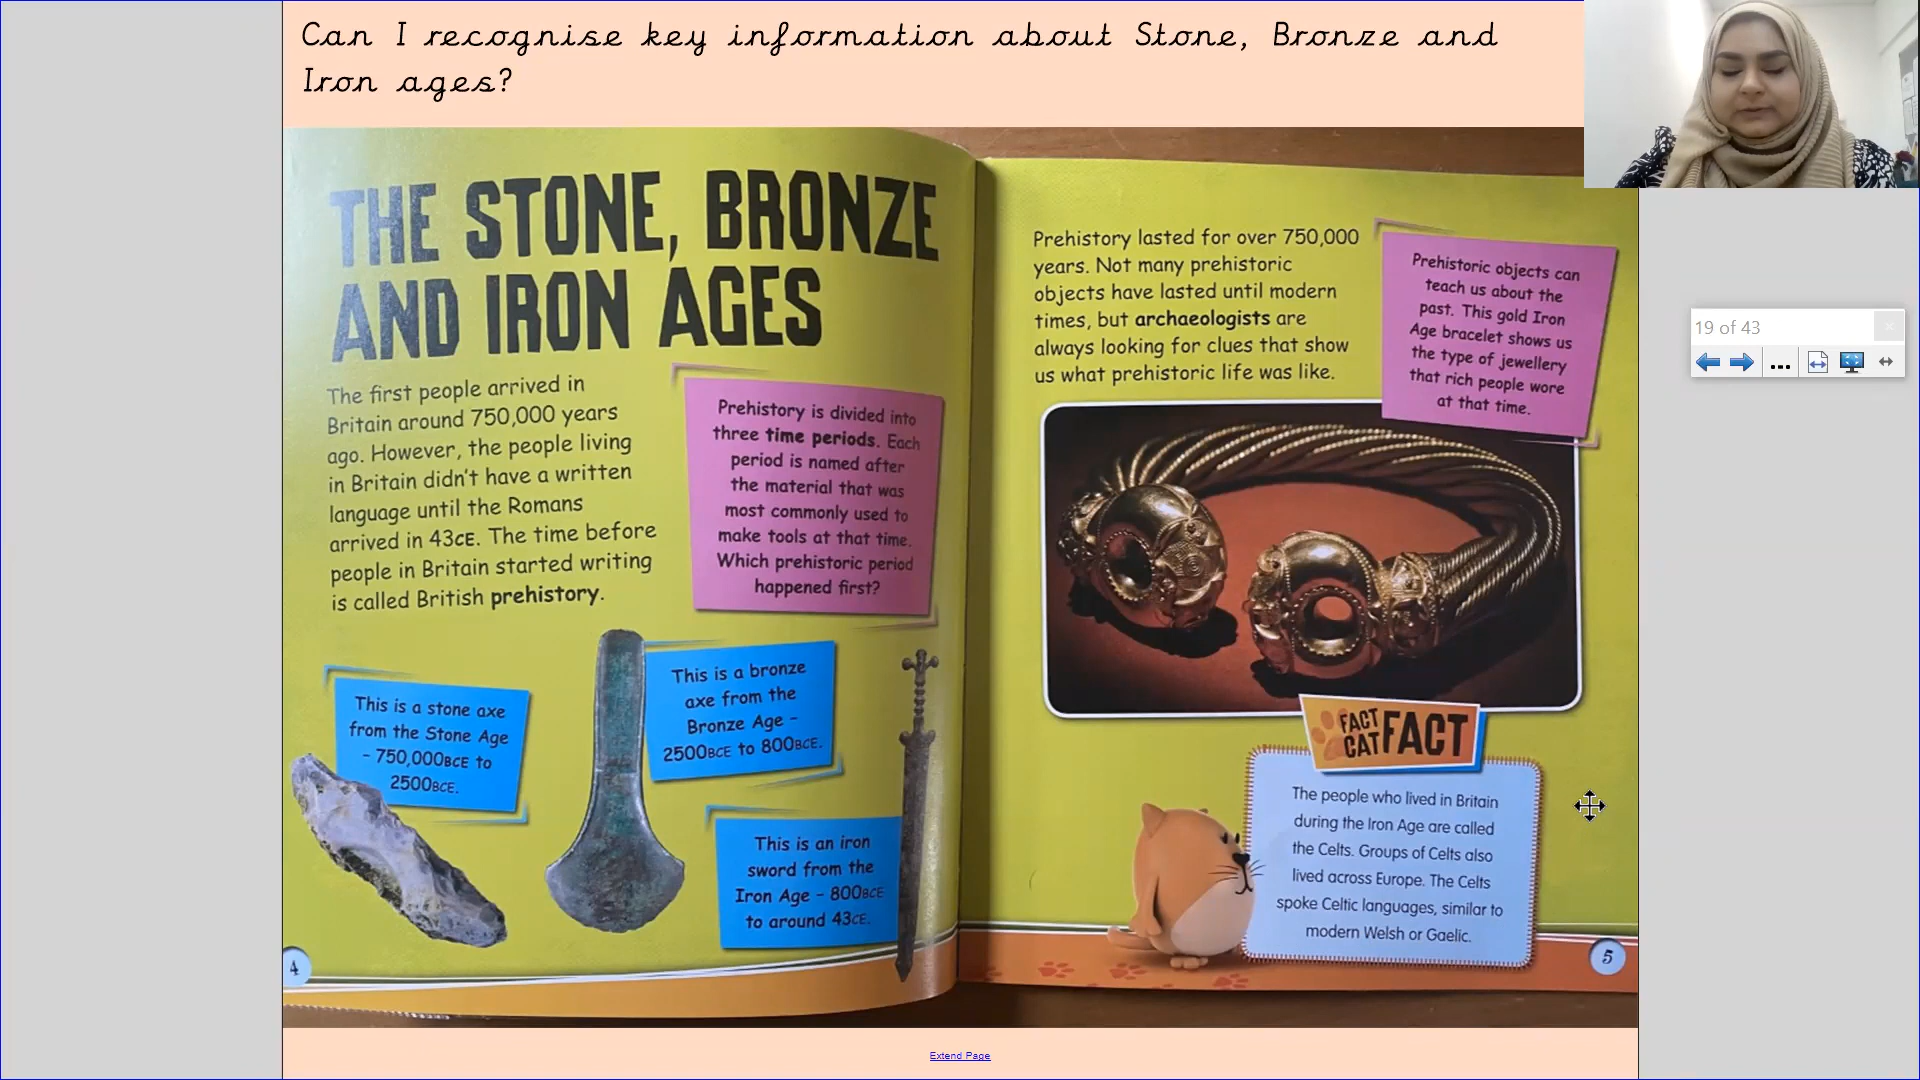 Can I recognise key information about Stone, Bronze and
Iron ages?
THE STONE, BRONZE
AND IRON AGES
The first people arrived in
Britain around 750,000 years
ago. However, the people living
in Britain didn't have a written
language until the Romans
arrived in 43CE. The time before
people in Britain started writing
is called British prehistory.
Prehistory is divided into
three time periods. Each
period is named after
the material that was
most commonly used to
make tools at that time.
Which prehistoric period
happened first?
This is a stone axe
from the Stone Age
– 750,000BCE to
2500BCE.
This is a bronze
axe from the
Bronze Age –
2500BCE to 800BCE.
This is an iron
sword from the
Iron Age – 800BCE
to around 43CE.
4
Prehistory lasted for over 750,000
years. Not many prehistoric
objects have lasted until modern
times, but archaeologists are
always looking for clues that show
us what prehistoric life was like.
Prehistoric objects can
teach us about the
past. This gold Iron
Age bracelet shows us
the type of jewellery
that rich people wore
at that time.
FACT CAT FACT
The people who lived in Britain
during the Iron Age are called
the Celts. Groups of Celts also
lived across Europe. The Celts
spoke Celtic languages, similar to
modern Welsh or Gaelic.
5
19 of 43
Extend Page